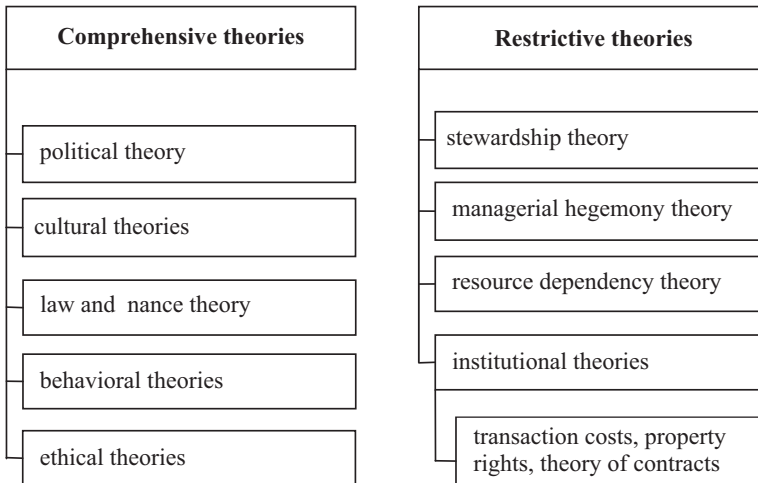 Comprehensive theories
political theory
cultural theories
law and nance theory
behavioral theories
ethical theories
Restrictive theories
stewardship theory
managerial hegemony theory
resource dependency theory
institutional theories
transaction costs, property
rights, theory of contracts